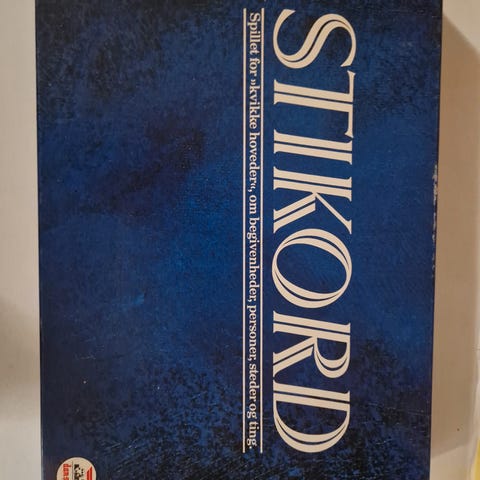 STIKORD
Spillet for »kvikke hoveder«, om begivenheder, personer, steder og ting.